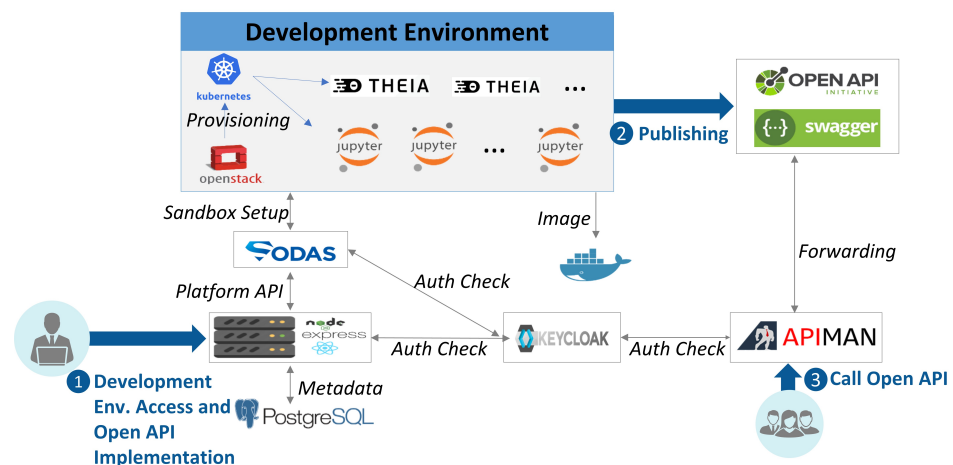 Development Environment
kubernetes
THEIA
THEIA
...
Provisioning
openstack
jupyter
jupyter
...
jupyter
2 Publishing
OPEN API
INITIATIVE
{··} swagger
Sandbox Setup
Image
SODAS
Forwarding
Platform API
Auth Check
node
express
Auth Check
KEYCLOAK
Auth Check
APIMAN
1 Development
Env. Access and
Open API
Implementation
Metadata
PostgreSQL
3 Call Open API